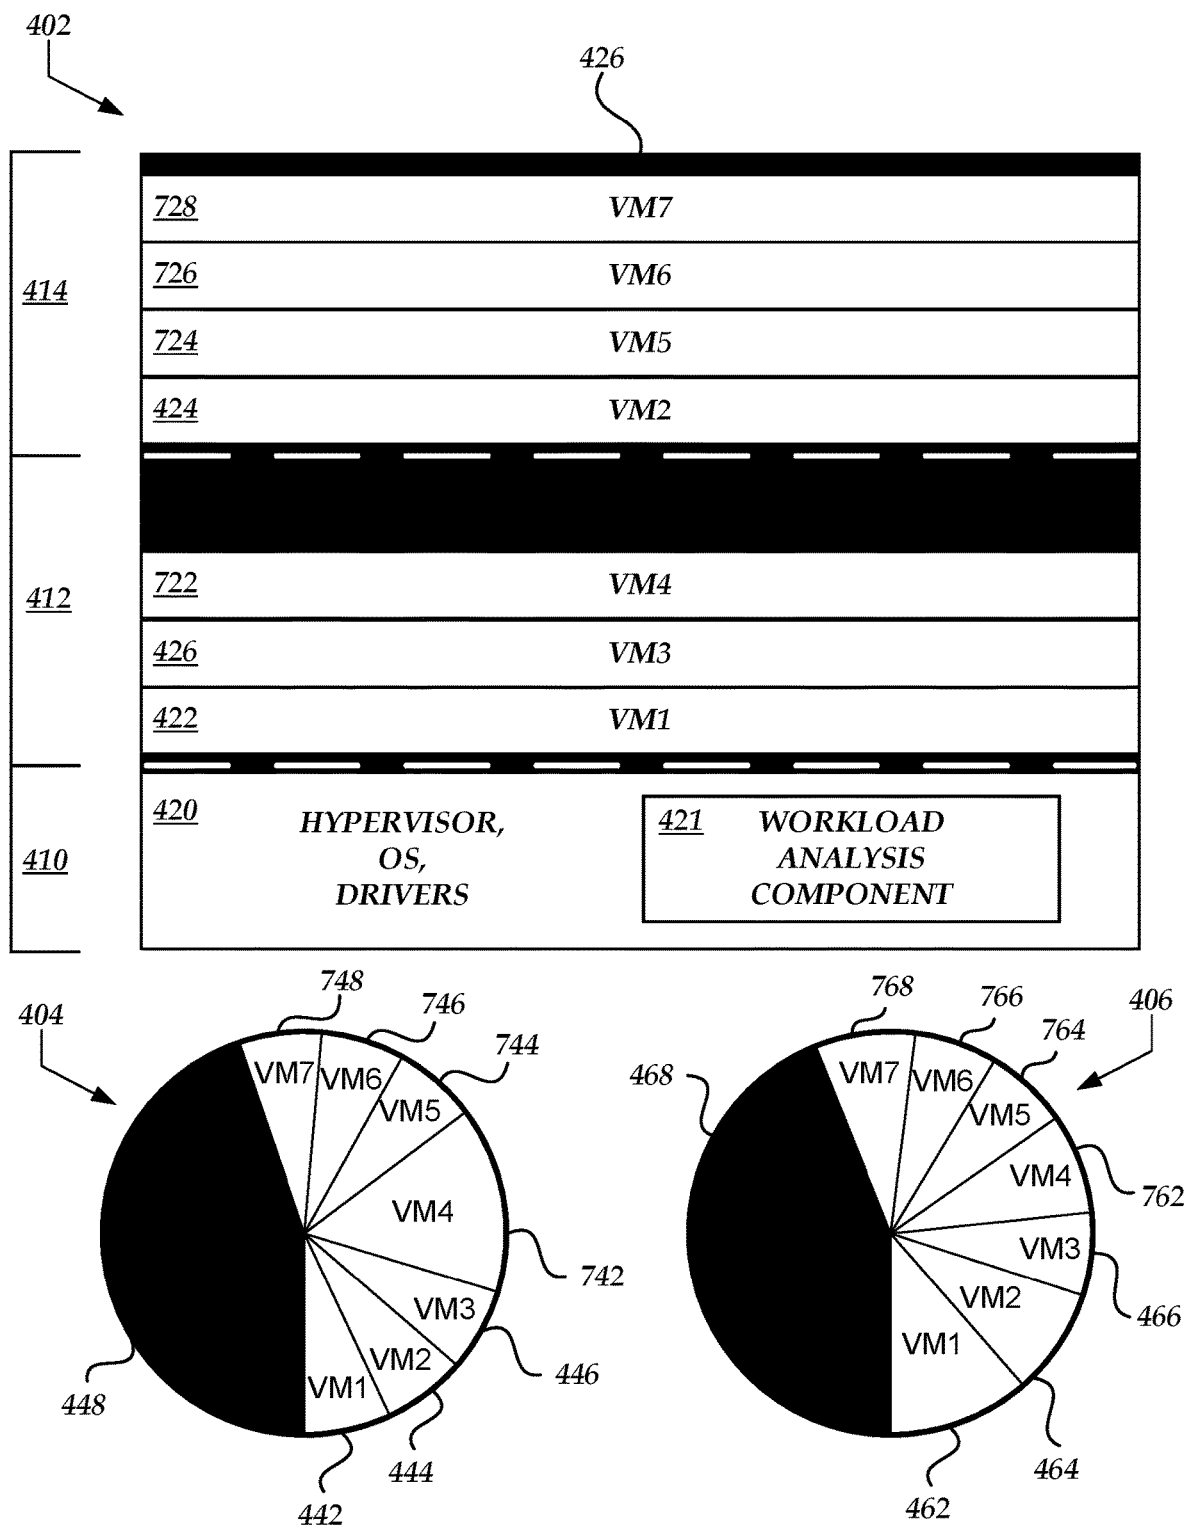 402
426
728 VM7
726 VM6
414
724 VM5
424 VM2
722 VM4
412
426 VM3
422 VM1
420 HYPERVISOR,
OS,
DRIVERS
421 WORKLOAD
ANALYSIS
COMPONENT
410
404
748
746
744
VM7
VM6
VM5
VM4
742
VM3
VM2
VM1
446
448
444
442
768
766
764
406
468
VM7
VM6
VM5
VM4
762
VM3
VM2
466
VM1
464
462